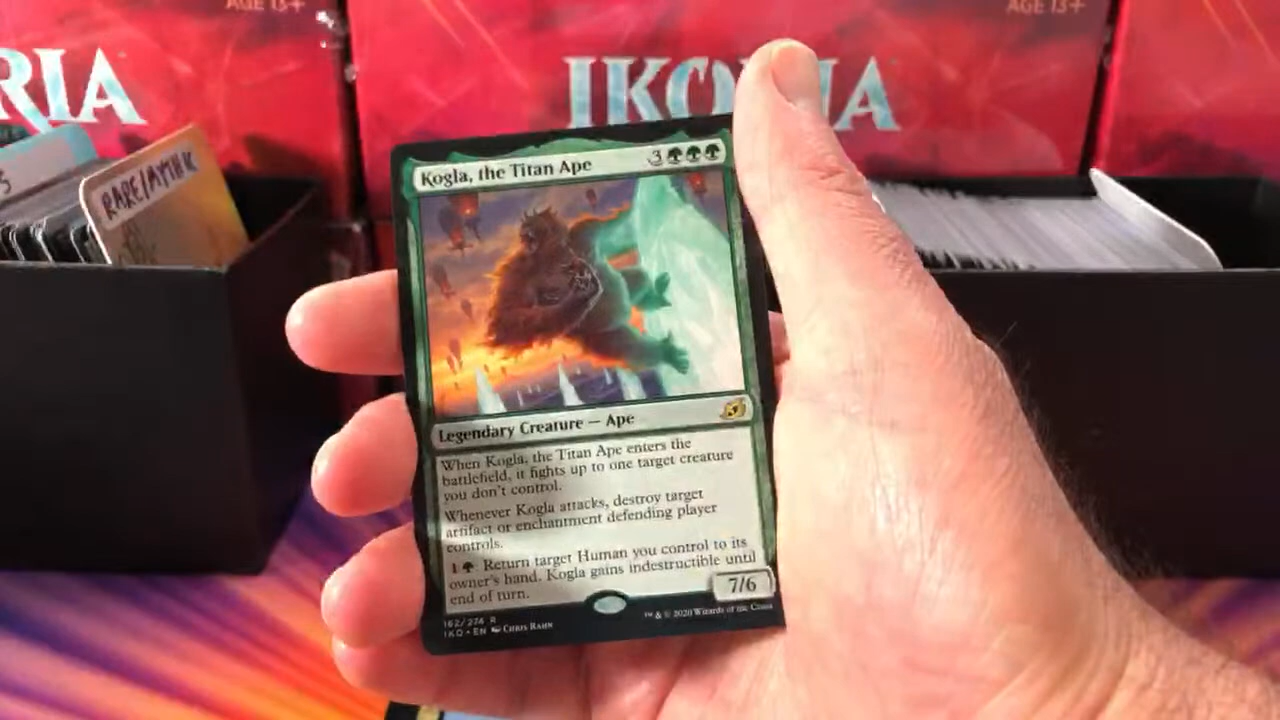 AGE 13+
AGE 13+
RIA
IKORIA
RARE/MYTHIC
Kogla, the Titan Ape 3
Legendary Creature — Ape
When Kogla, the Titan Ape enters the
battlefield, it fights up to one target creature
you don't control.
Whenever Kogla attacks, destroy target
artifact or enchantment defending player
controls.
1 : Return target Human you control to its
owner's hand. Kogla gains indestructible until
end of turn.
7/6
162/274 R
IKO • EN Chris Rahn
™ & © 2020 Wizards of the Coast